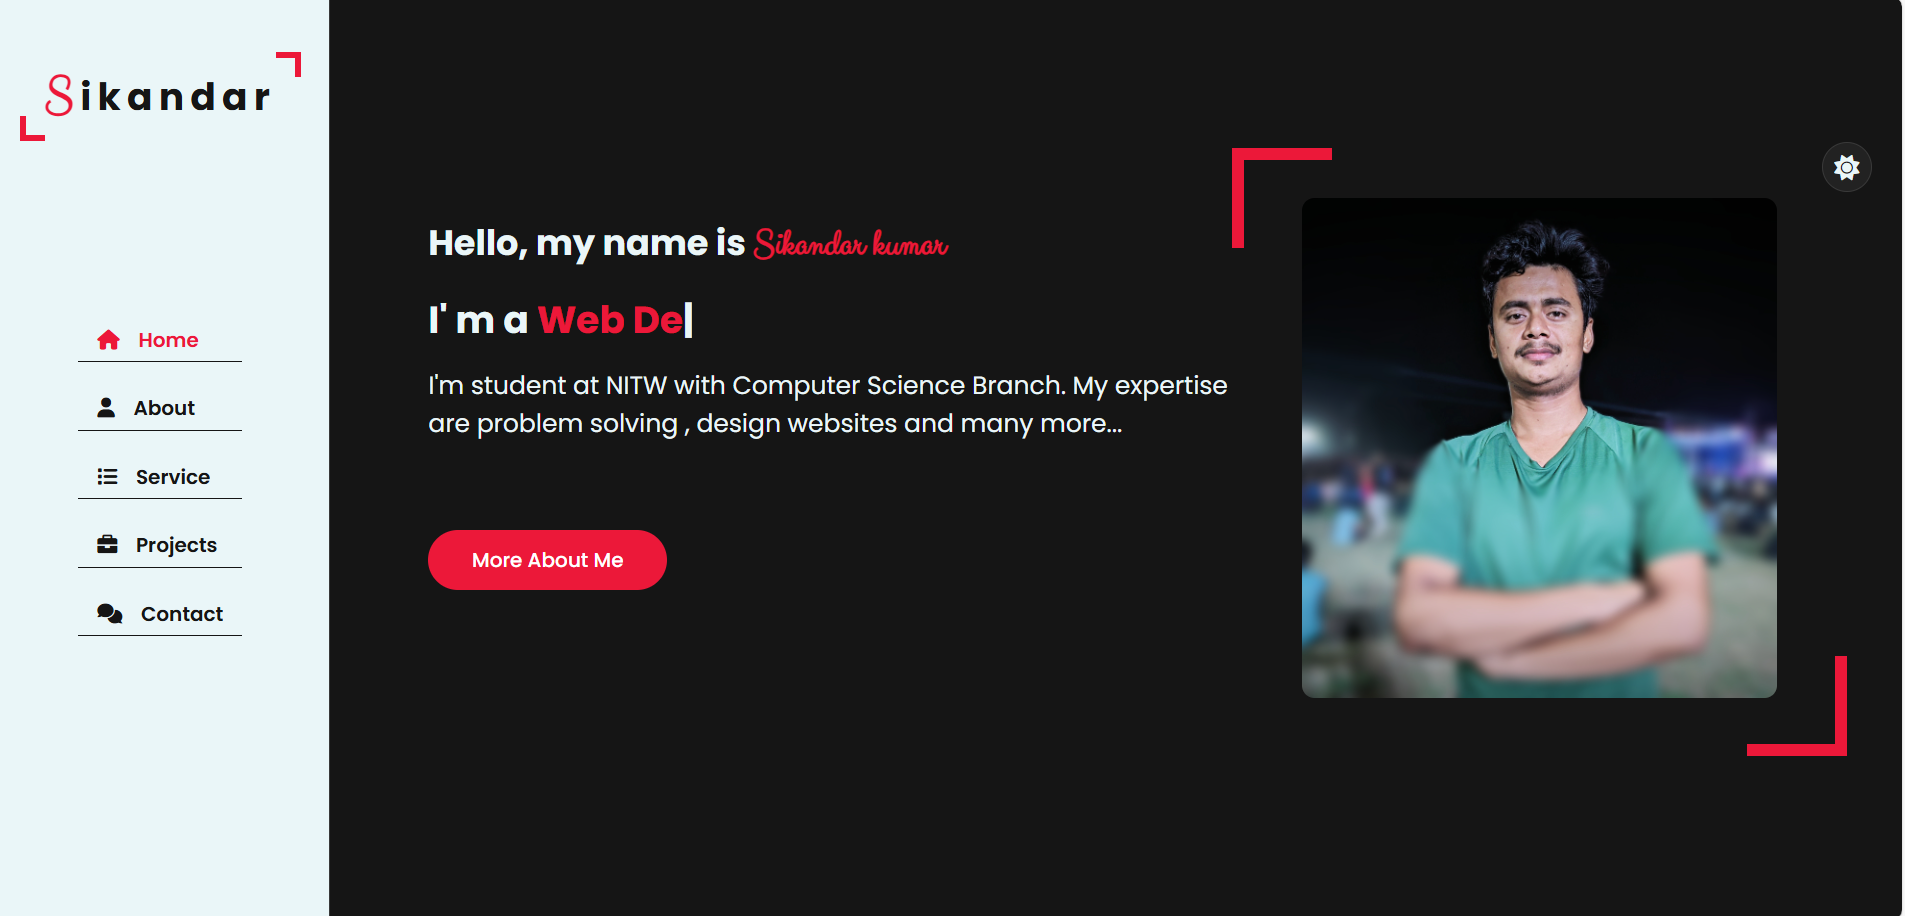 Sikandar
Home
About
Service
Projects
Contact
Hello, my name is Sikandar kumar
I' m a Web De|
I'm student at NITW with Computer Science Branch. My expertise
are problem solving , design websites and many more...
More About Me